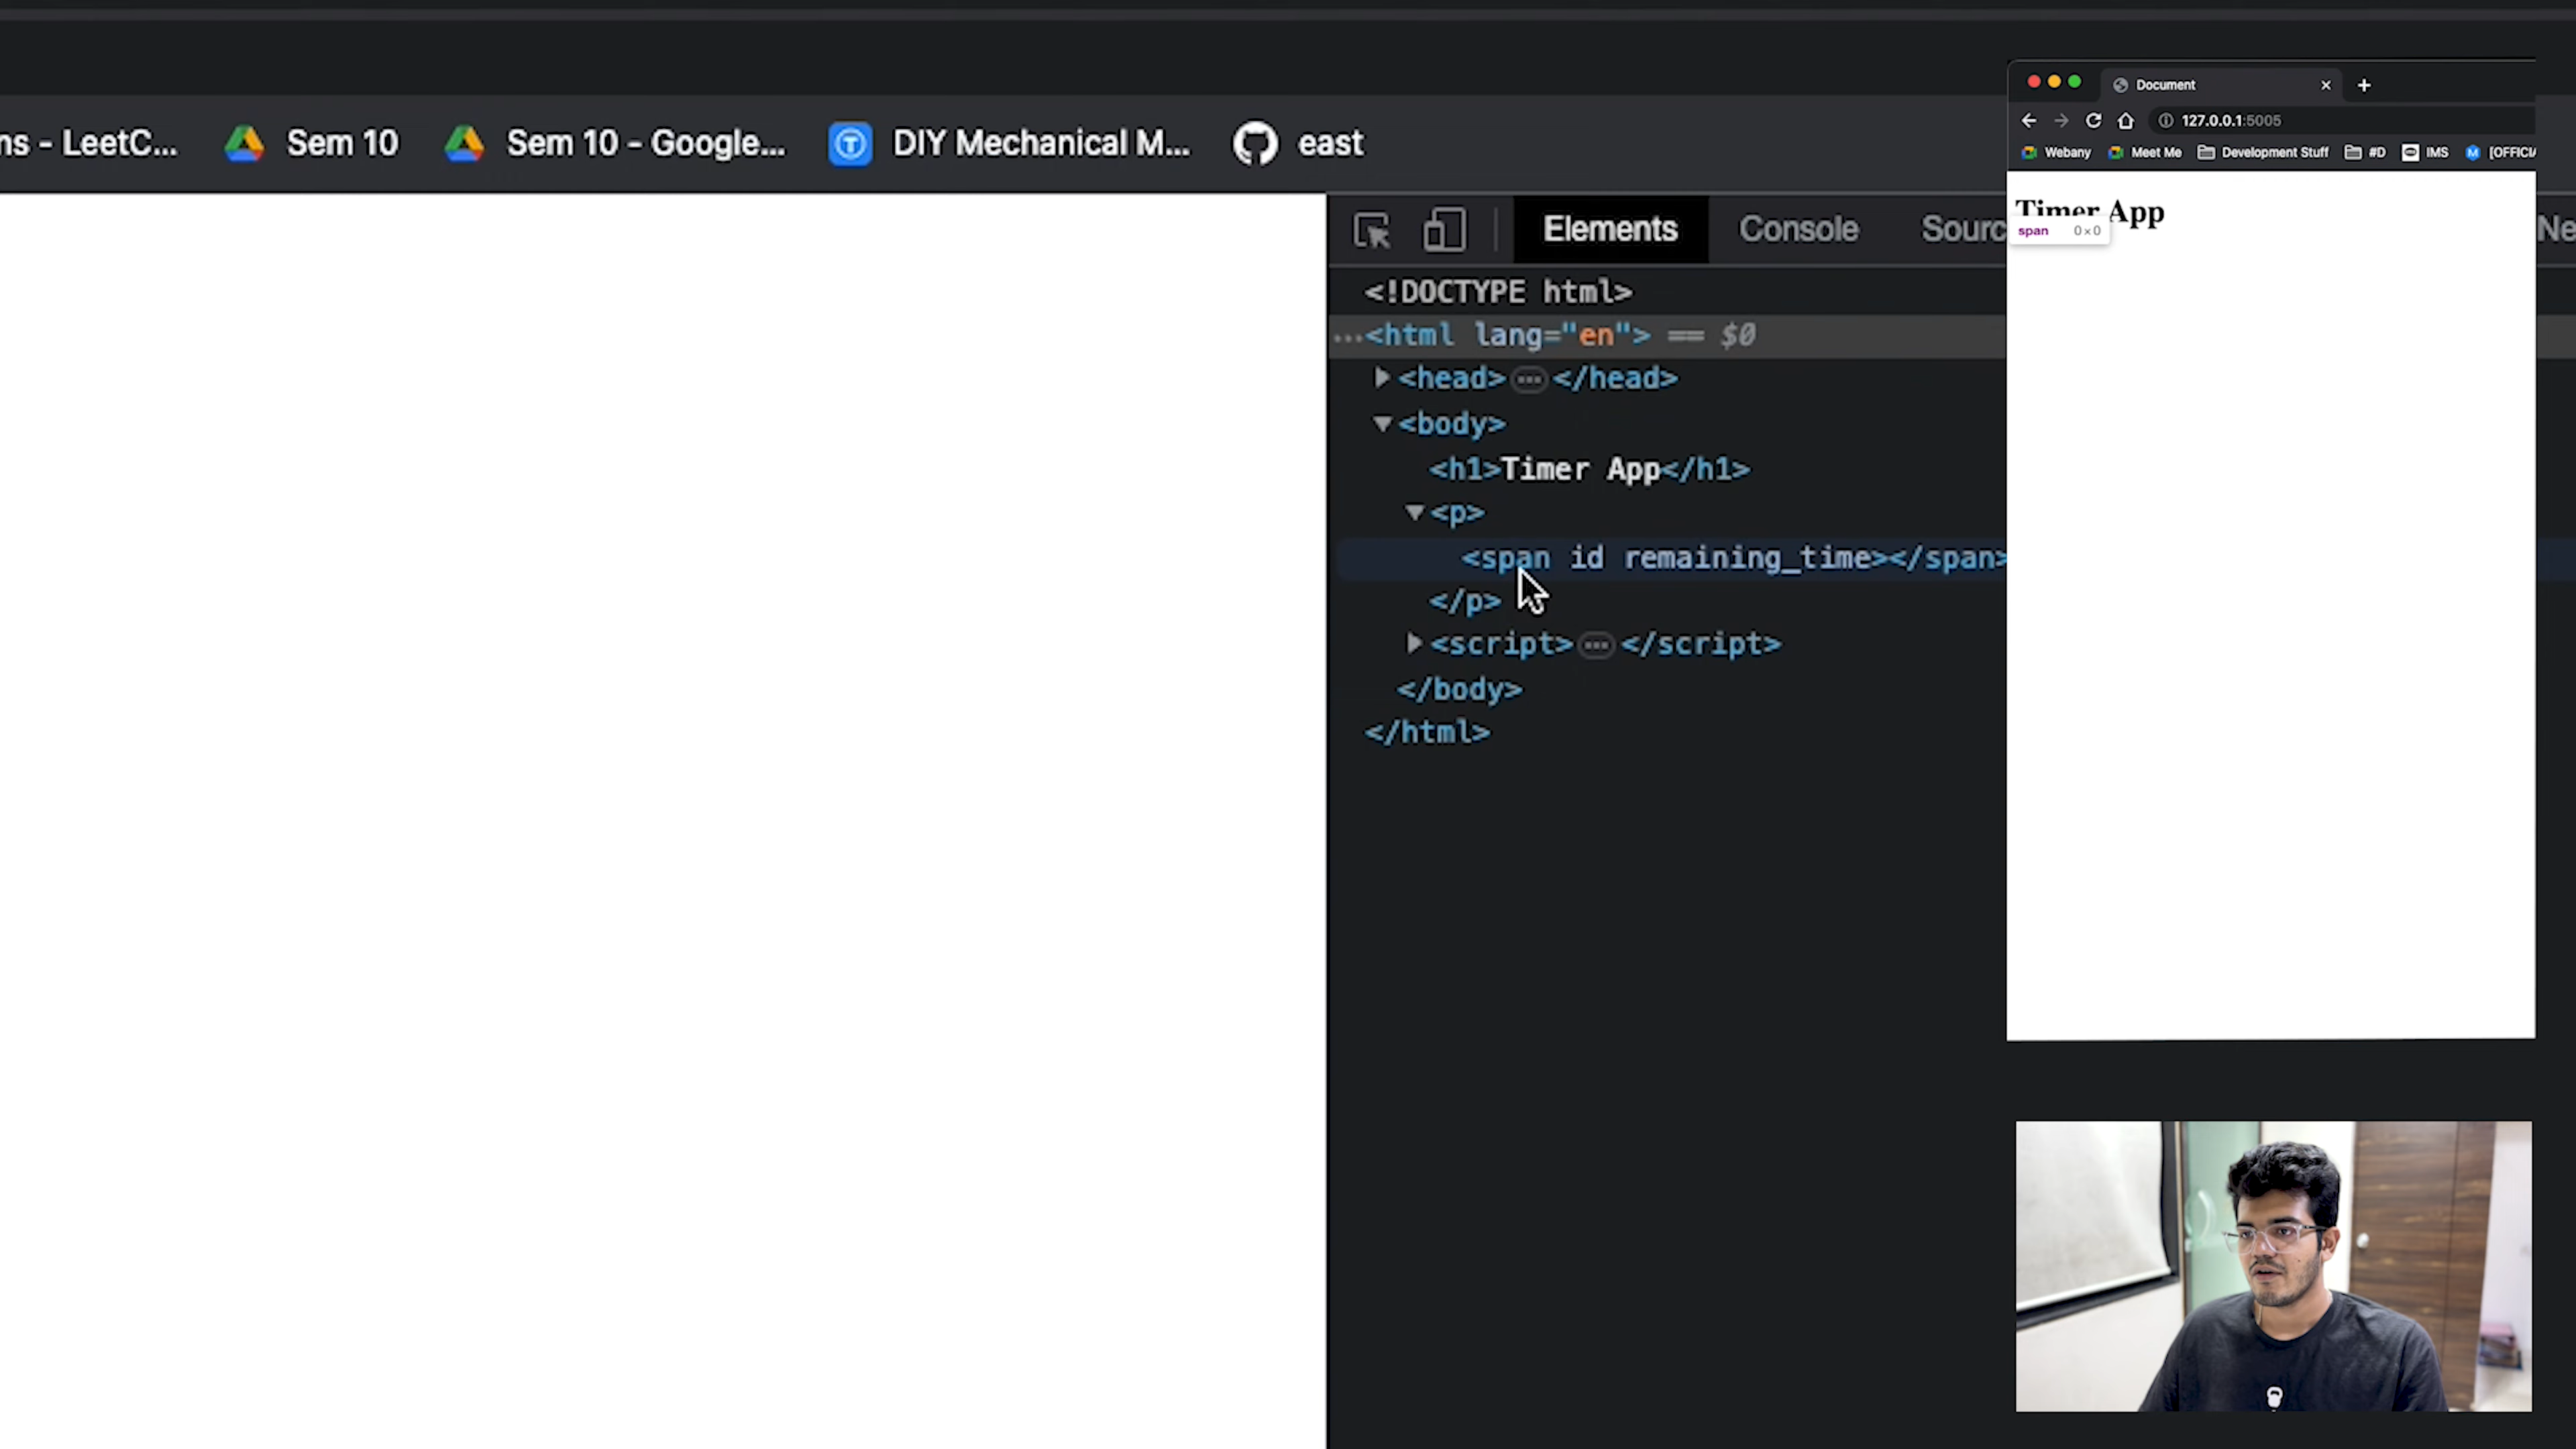 ns - LeetC...
Sem 10
Sem 10 - Google...
DIY Mechanical M...
east
Elements
Console
Sourc
Ne
<!DOCTYPE html>
...<html lang="en"> == $0
<head> ... </head>
<body>
<h1>Timer App</h1>
<p>
<span id remaining_time></span>
</p>
<script> ... </script>
</body>
</html>
Document
127.0.0.1:5005
Webany
Meet Me
Development Stuff
#D
IMS
[OFFICIA
Timer App
span 0×0